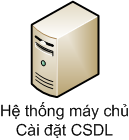 Hệ thống máy chủ
Cài đặt CSDL